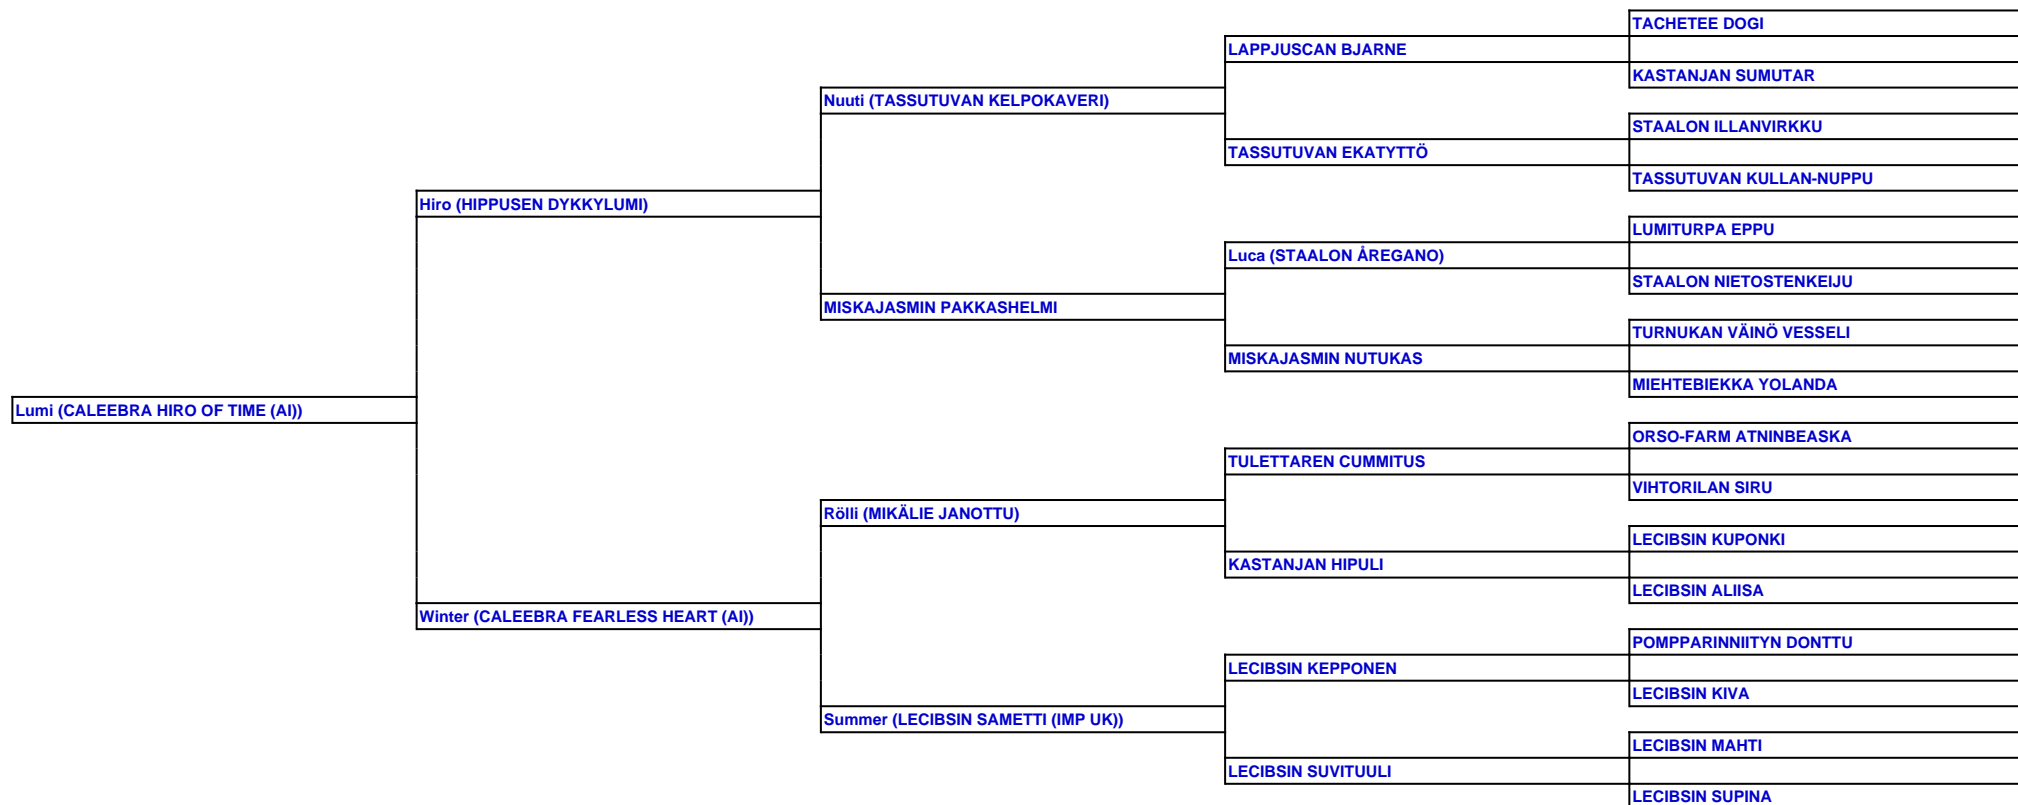 TACHETEE DOGI
LAPPJUSCAN BJARNE
KASTANJAN SUMUTAR
Nuuti (TASSUTUVAN KELPOKAVERI)
STAALON ILLANVIRKKU
TASSUTUVAN EKATYTTÖ
TASSUTUVAN KULLAN-NUPPU
Hiro (HIPPUSEN DYKKYLUMI)
LUMITURPA EPPU
Luca (STAALON ÅREGANO)
STAALON NIETOSTENKEIJU
MISKAJASMIN PAKKASHELMI
TURNUKAN VÄINÖ VESSELI
MISKAJASMIN NUTUKAS
MIEHTEBIEKKA YOLANDA
Lumi (CALEEBRA HIRO OF TIME (AI))
ORSO-FARM ATNINBEASKA
TULETTAREN CUMMITUS
VIHTORILAN SIRU
Rölli (MIKÄLIE JANOTTU)
LECIBSIN KUPONKI
KASTANJAN HIPULI
LECIBSIN ALIISA
Winter (CALEEBRA FEARLESS HEART (AI))
POMPPARINNIITYN DONTTU
LECIBSIN KEPPONEN
LECIBSIN KIVA
Summer (LECIBSIN SAMETTI (IMP UK))
LECIBSIN MAHTI
LECIBSIN SUVITUULI
LECIBSIN SUPINA